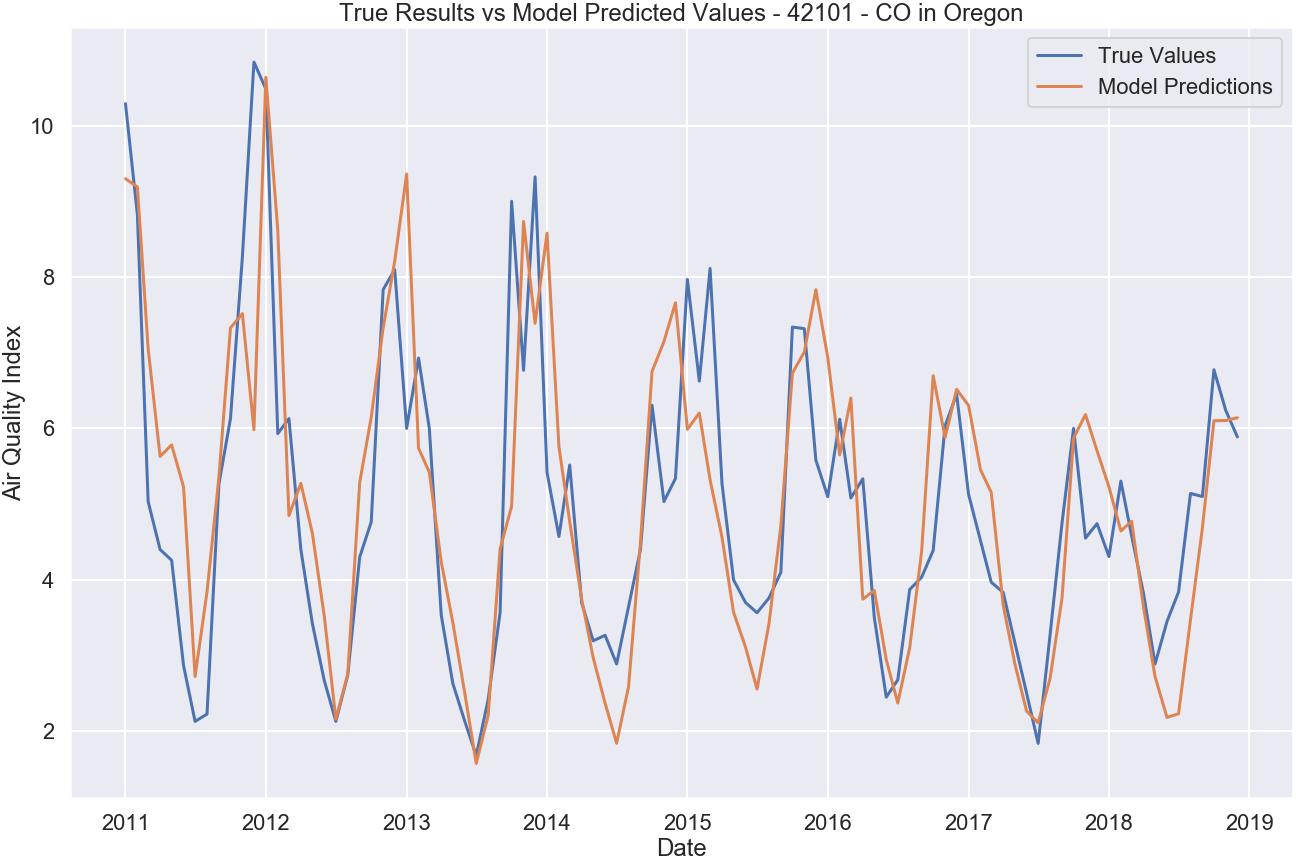 True Results vs Model Predicted Values - 42101 - CO in Oregon
True Values
Model Predictions
Air Quality Index
10
8
6
4
2
2011 2012 2013 2014 2015 2016 2017 2018 2019
Date